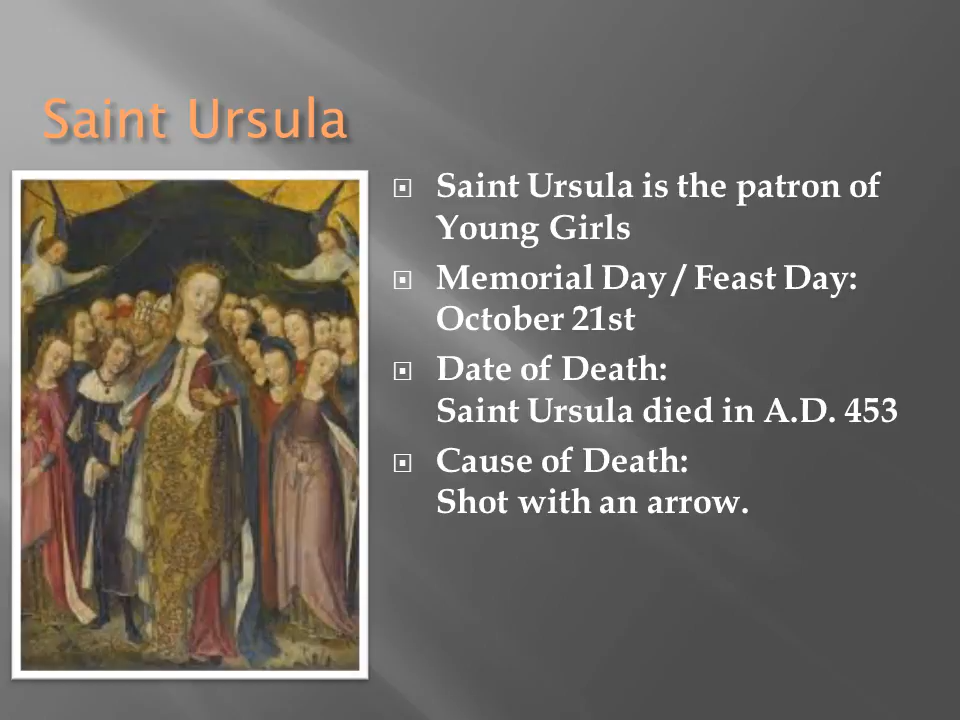 Saint Ursula
Saint Ursula is the patron of
Young Girls
Memorial Day / Feast Day:
October 21st
Date of Death:
Saint Ursula died in A.D. 453
Cause of Death:
Shot with an arrow.